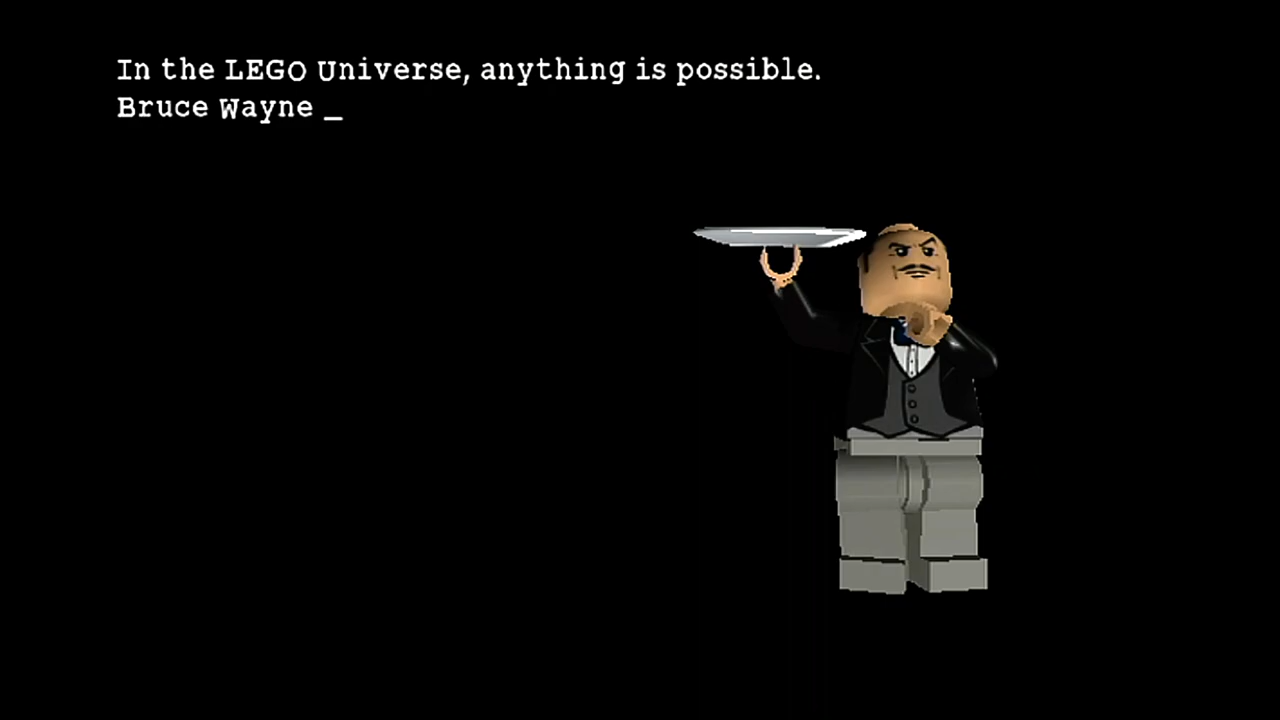 In the LEGO Universe, anything is possible.
Bruce Wayne _